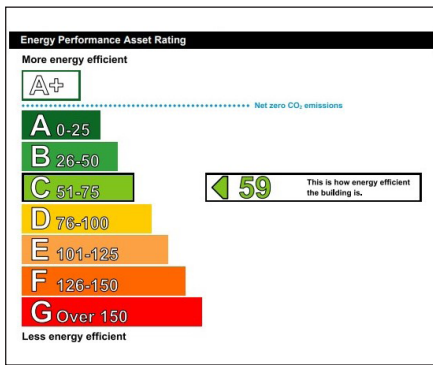 Energy Performance Asset Rating
More energy efficient
A+
Net zero CO₂ emissions
A 0-25
B 26-50
C 51-75
59
This is how energy efficient
the building is.
D 76-100
E 101-125
F 126-150
G Over 150
Less energy efficient